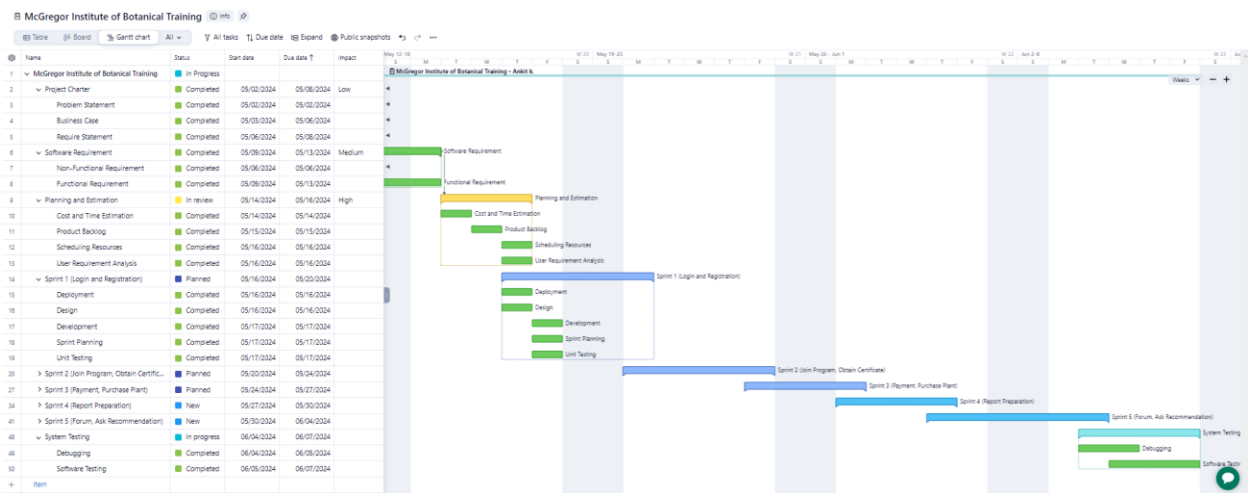 McGregor Institute of Botanical Training Info
Table Board Gantt chart All All tasks Due date Expand Public snapshots
Name Status Start date Due date Impact
May 12-18 W 20 May 19-25 W 21 May 26 - Jun 1 W 22 Jun 2-8 W 23
S M T W T F S S M T W T F S S M T W T F S S M T W T F S
Weeks
1 McGregor Institute of Botanical Training In Progress McGregor Institute of Botanical Training - Ankit k.
2 Project Charter Completed 05/02/2024 05/08/2024 Low
3 Problem Statement Completed 05/02/2024 05/02/2024
4 Business Case Completed 05/03/2024 05/06/2024
5 Require Statement Completed 05/06/2024 05/08/2024
6 Software Requirement Completed 05/09/2024 05/13/2024 Medium Software Requirement
7 Non-Functional Requirement Completed 05/06/2024 05/06/2024
8 Functional Requirement Completed 05/09/2024 05/13/2024 Functional Requirement
9 Planning and Estimation In review 05/14/2024 05/16/2024 High Planning and Estimation
10 Cost and Time Estimation Completed 05/14/2024 05/14/2024 Cost and Time Estimation
11 Product Backlog Completed 05/15/2024 05/15/2024 Product Backlog
12 Scheduling Resources Completed 05/16/2024 05/16/2024 Scheduling Resources
13 User Requirement Analysis Completed 05/16/2024 05/16/2024 User Requirement Analysis
14 Sprint 1 (Login and Registration) Planned 05/16/2024 05/20/2024 Sprint 1 (Login and Registration)
15 Deployment Completed 05/16/2024 05/16/2024 Deployment
16 Design Completed 05/16/2024 05/16/2024 Design
17 Development Completed 05/17/2024 05/17/2024 Development
18 Sprint Planning Completed 05/17/2024 05/17/2024 Sprint Planning
19 Unit Testing Completed 05/17/2024 05/17/2024 Unit Testing
20 Sprint 2 (Join Program, Obtain Certific... Planned 05/20/2024 05/24/2024 Sprint 2 (Join Program, Obtain Certificate)
27 Sprint 3 (Payment, Purchase Plant) Planned 05/24/2024 05/27/2024 Sprint 3 (Payment, Purchase Plant)
34 Sprint 4 (Report Preparation) New 05/27/2024 05/30/2024 Sprint 4 (Report Preparation)
41 Sprint 5 (Forum, Ask Recommendation) New 05/30/2024 06/04/2024 Sprint 5 (Forum, Ask Recommendation)
48 System Testing In progress 06/04/2024 06/07/2024 System Testing
49 Debugging Completed 06/04/2024 06/05/2024 Debugging
50 Software Testing Completed 06/05/2024 06/07/2024 Software
Item